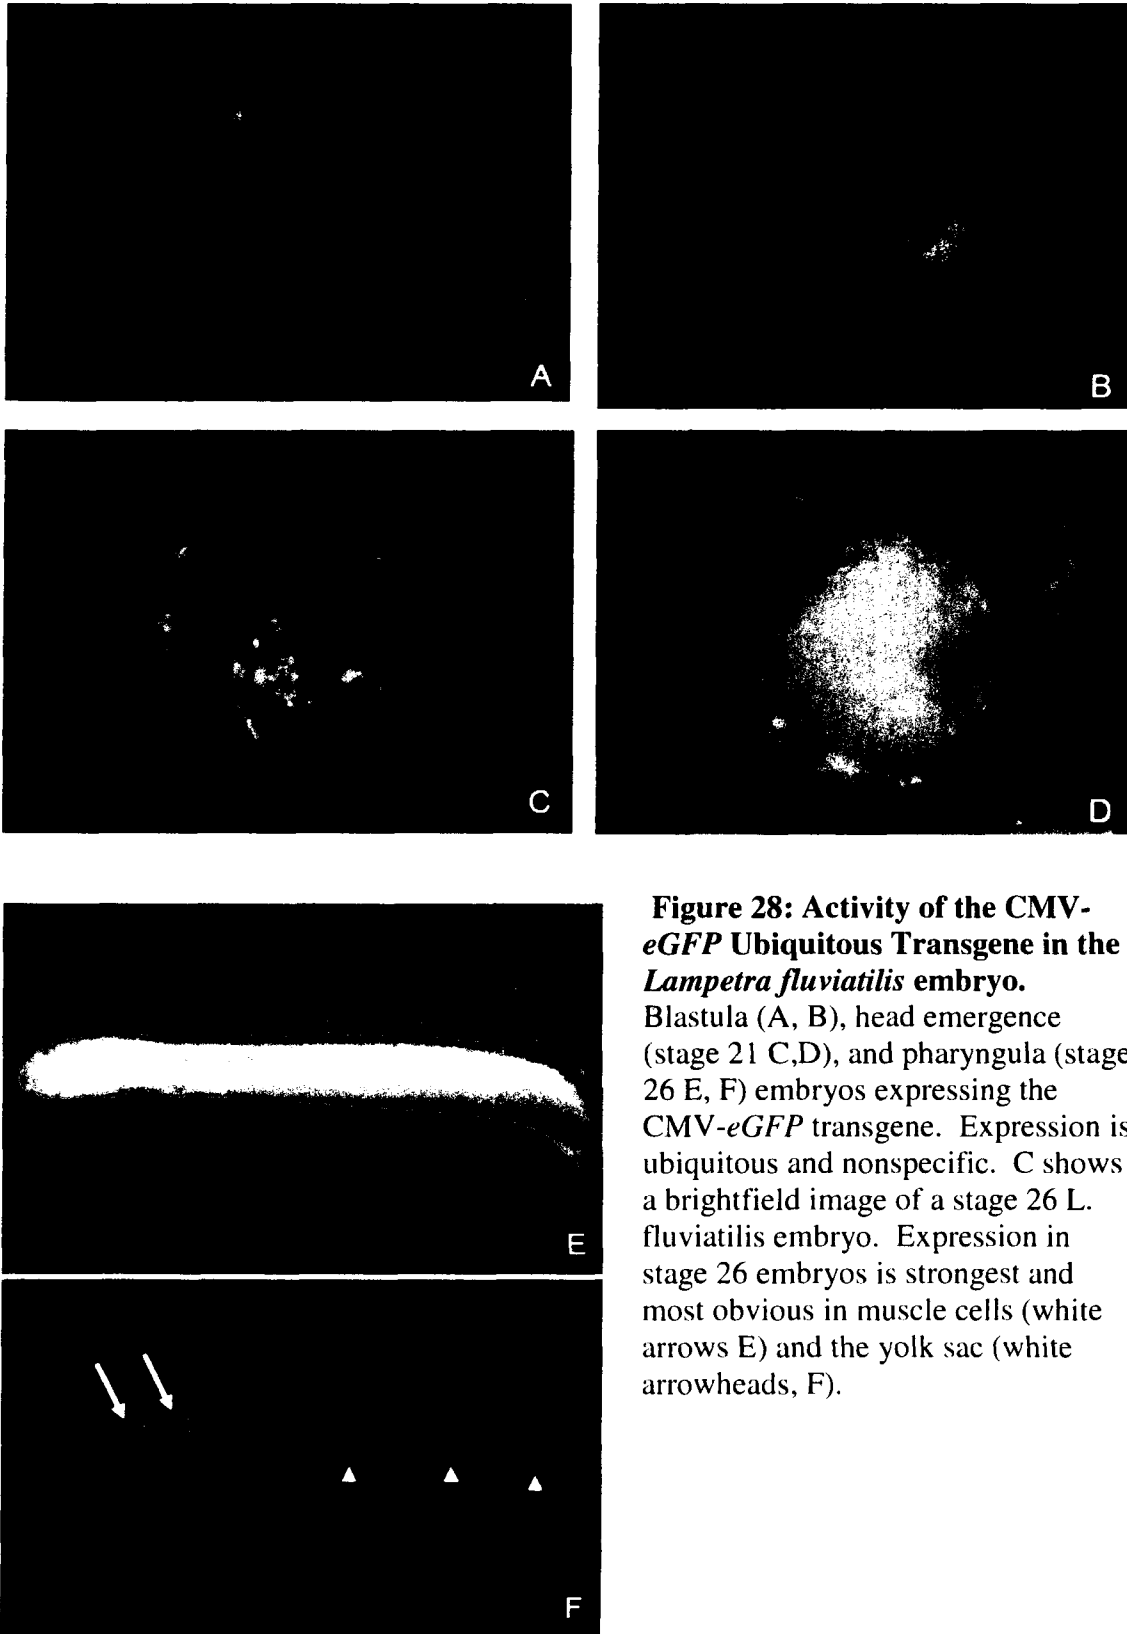 A
B
C
D
E
F
Figure 28: Activity of the CMV-
eGFP Ubiquitous Transgene in the
Lampetra fluviatilis embryo.
Blastula (A, B), head emergence
(stage 21 C,D), and pharyngula (stage
26 E, F) embryos expressing the
CMV-eGFP transgene. Expression is
ubiquitous and nonspecific. C shows
a brightfield image of a stage 26 L.
fluviatilis embryo. Expression in
stage 26 embryos is strongest and
most obvious in muscle cells (white
arrows E) and the yolk sac (white
arrowheads, F).